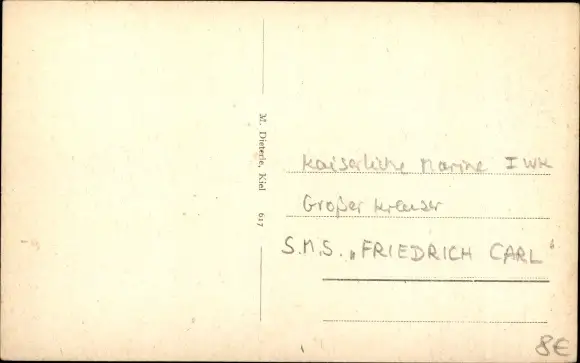 M. Dieterle, Kiel 617
Kaiserliche Marine I WK
Großer Kreuzer
S.M.S. „FRIEDRICH CARL"
8€